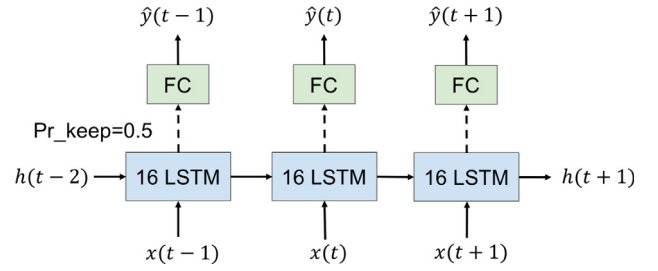 ŷ(t − 1) ŷ(t) ŷ(t + 1)
FC FC FC
Pr_keep=0.5
h(t − 2) 16 LSTM 16 LSTM 16 LSTM h(t + 1)
x(t − 1) x(t) x(t + 1)